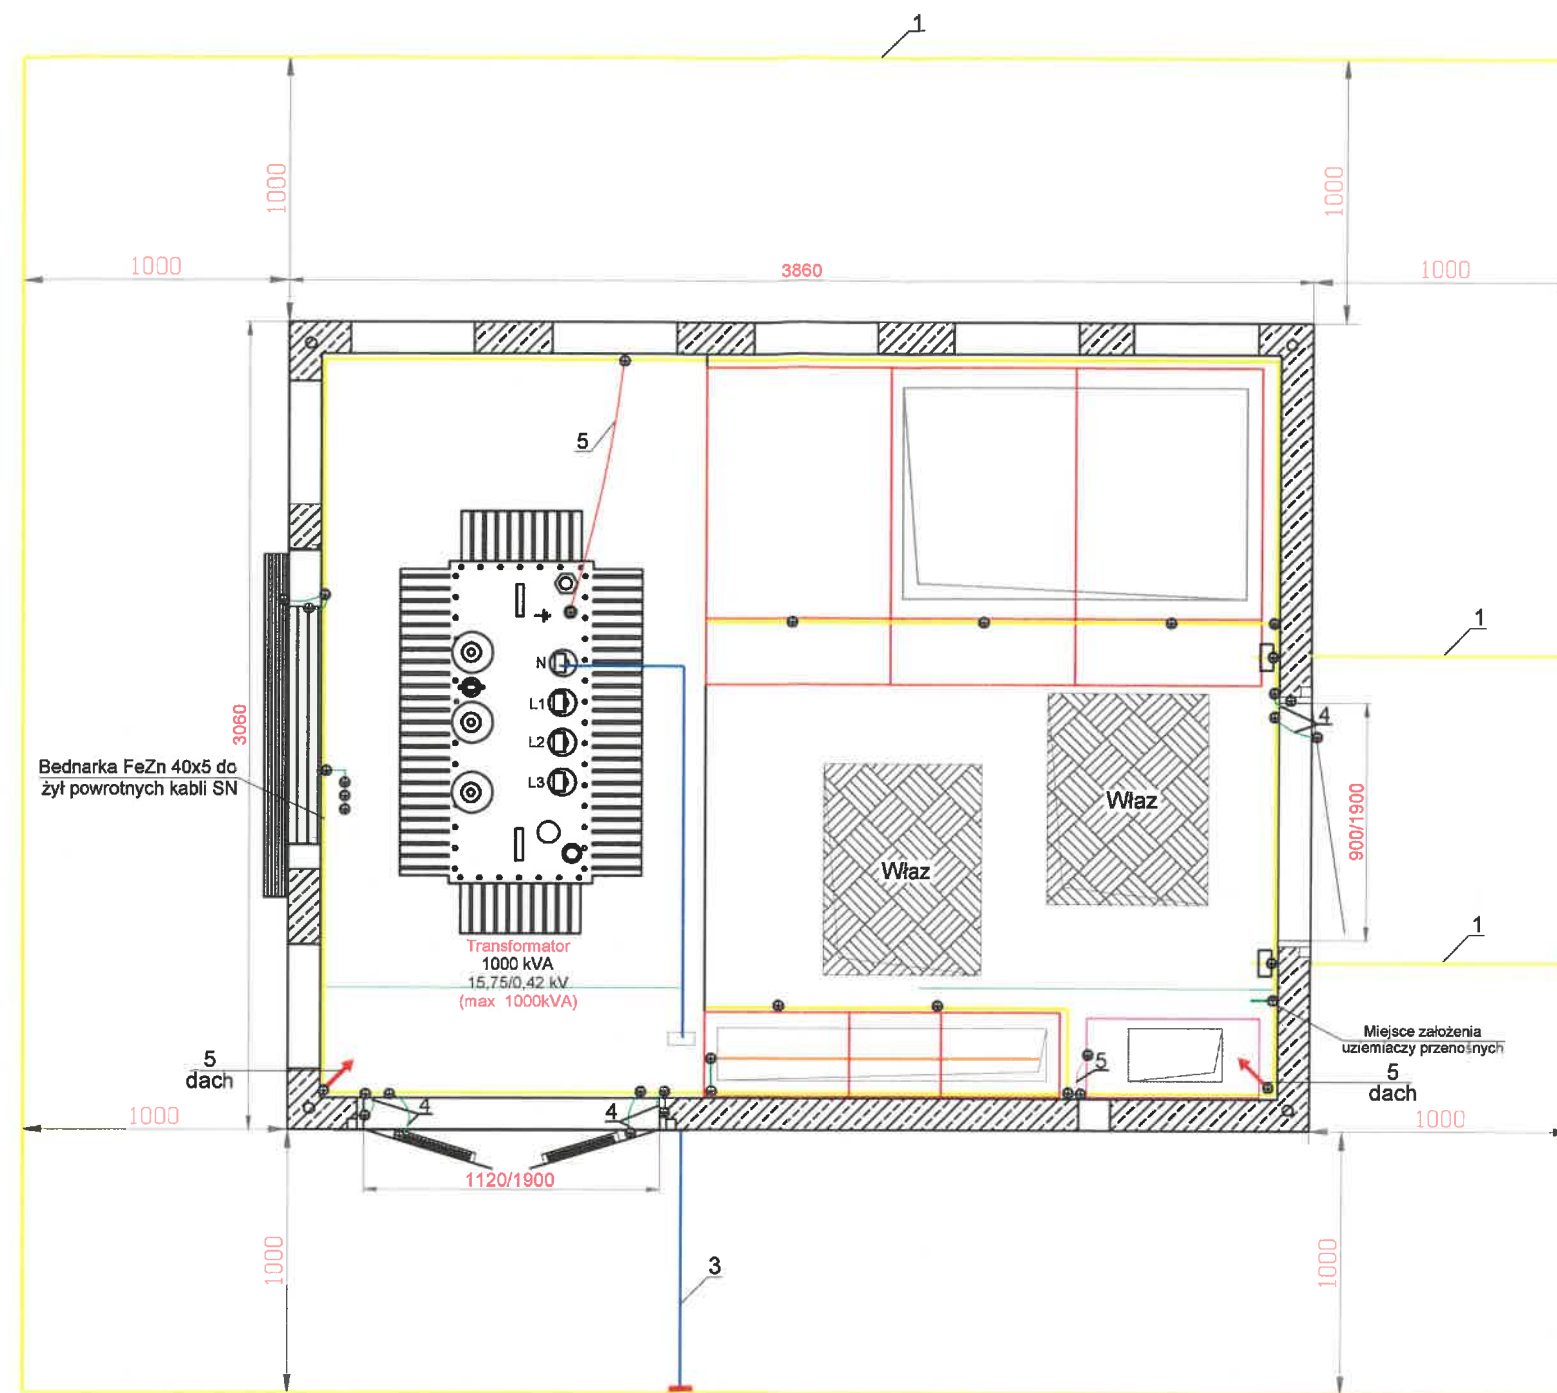 1
1000
1000
1000
3860
1000
5
N
L1
L2
L3
1
4
3060
Bednarka FeZn 40x5 do
żył powrotnych kabli SN
Właz
Właz
900/1900
1
Transformator
1000 kVA
15,75/0,42 kV
(max 1000kVA)
Miejsce założenia
uziemiaczy przenośnych
5
dach
5
5
dach
4
4
1000
1000
1120/1900
1000
3
1000